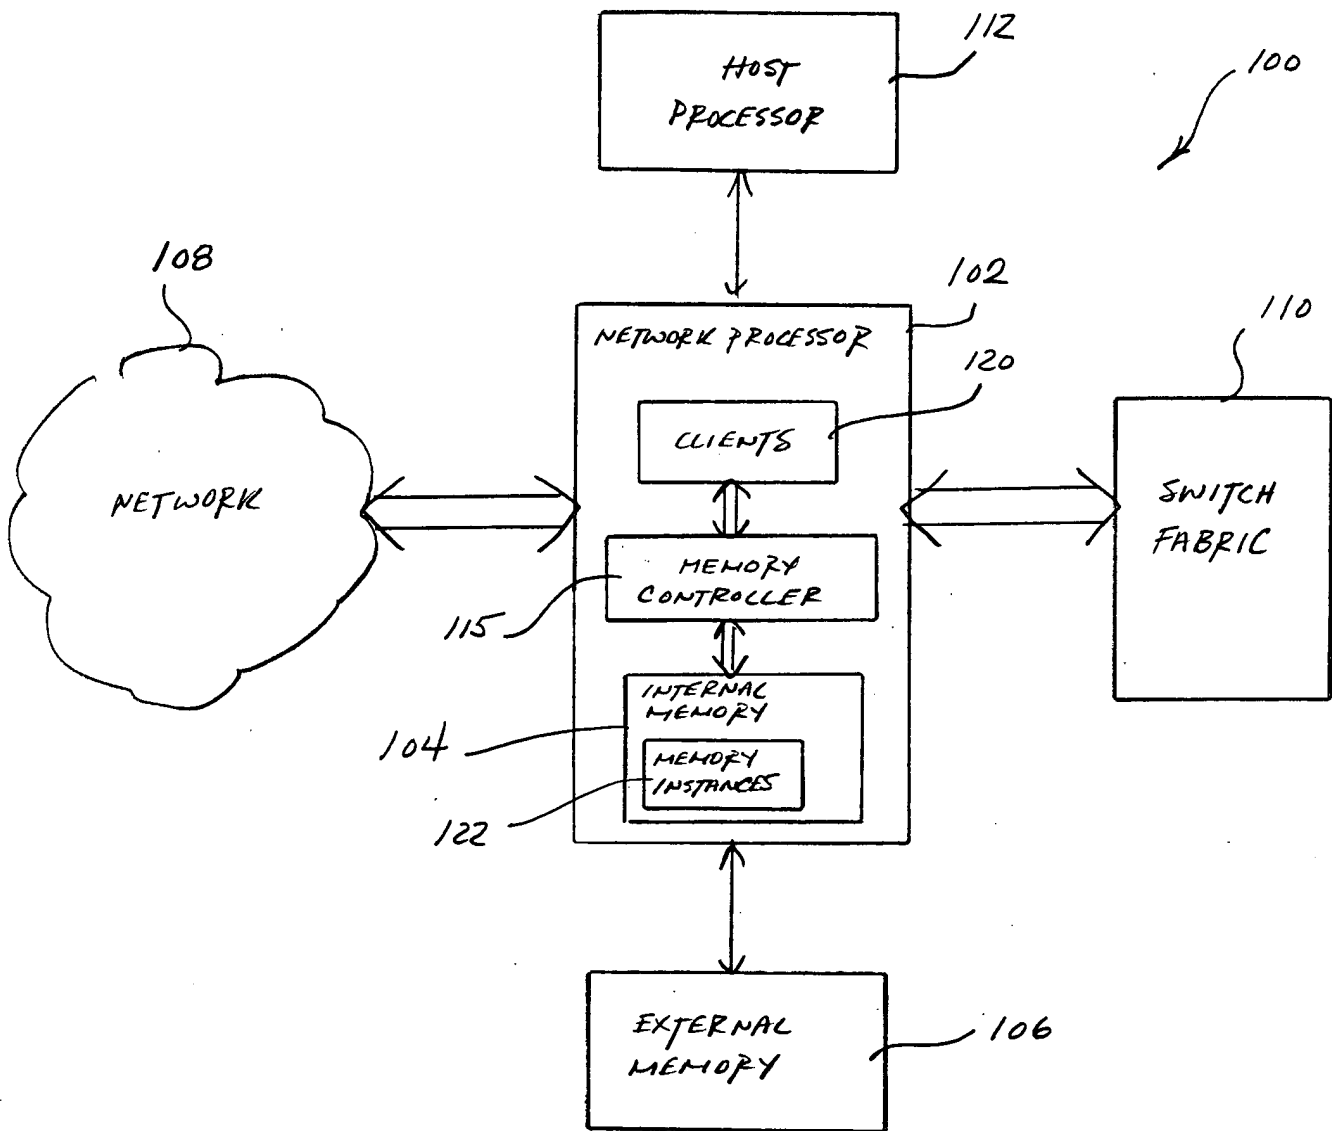 112
HOST
PROCESSOR
100
108
102
NETWORK PROCESSOR
110
120
CLIENTS
NETWORK
SWITCH
FABRIC
MEMORY
CONTROLLER
115
INTERNAL
MEMORY
104
MEMORY
INSTANCES
122
EXTERNAL
MEMORY
106